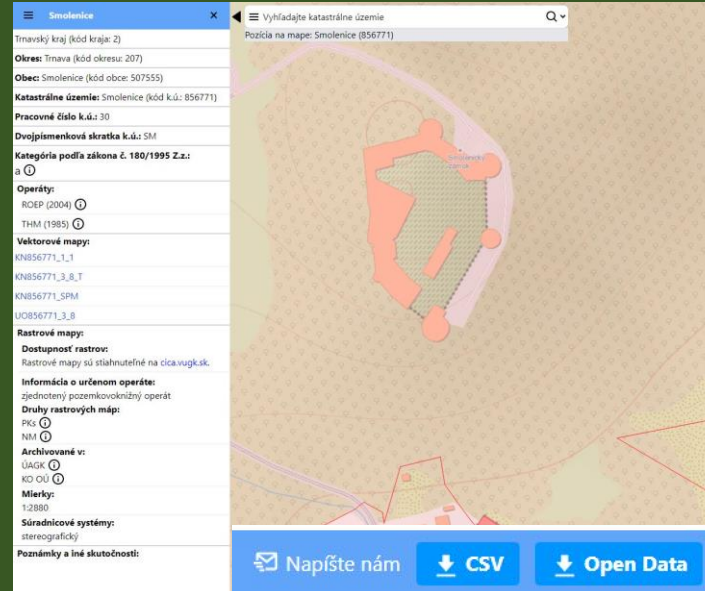 Smolenice
Trnavský kraj (kód kraja: 2)
Okres: Trnava (kód okresu: 207)
Obec: Smolenice (kód obce: 507555)
Katastrálne územie: Smolenice (kód k.ú.: 856771)
Pracovné číslo k.ú.: 30
Dvojpísmenková skratka k.ú.: SM
Kategória podľa zákona č. 180/1995 Z.z.:
a
Operáty:
ROEP (2004)
THM (1985)
Vektorové mapy:
KN856771_1_1
KN856771_3_8_T
KN856771_SPM
UO856771_3_8
Rastrové mapy:
Dostupnosť rastrov:
Rastrové mapy sú stiahnuteľné na cica.vugk.sk.
Informácia o určenom operáte:
zjednotený pozemkovoknižný operát
Druhy rastrových máp:
PKs
NM
Archivované v:
ÚAGK
KO OÚ
Mierky:
1:2880
Súradnicové systémy:
stereografický
Poznámky a iné skutočnosti:
Vyhľadajte katastrálne územie
Pozícia na mape: Smolenice (856771)
Smolenický
zámok
Napíšte nám
CSV
Open Data